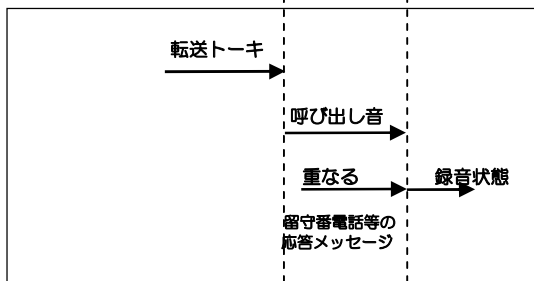 転送トーキ
呼び出し音
重なる
録音状態
留守番電話等の
応答メッセージ